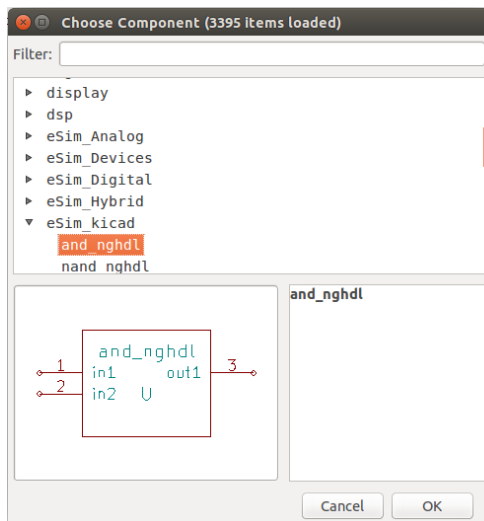 Choose Component (3395 items loaded)
Filter:
display
dsp
eSim_Analog
eSim_Devices
eSim_Digital
eSim_Hybrid
eSim_kicad
and_nghdl
nand_nghdl
and_nghdl
and_nghdl
1 in1 out1 3
2 in2 U
Cancel OK